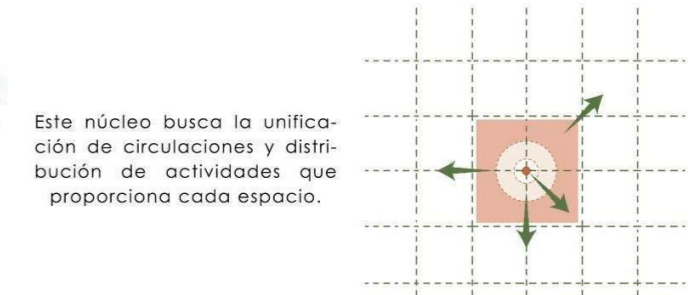 Este núcleo busca la unifica-
ción de circulaciones y distri-
bución de actividades que
proporciona cada espacio.